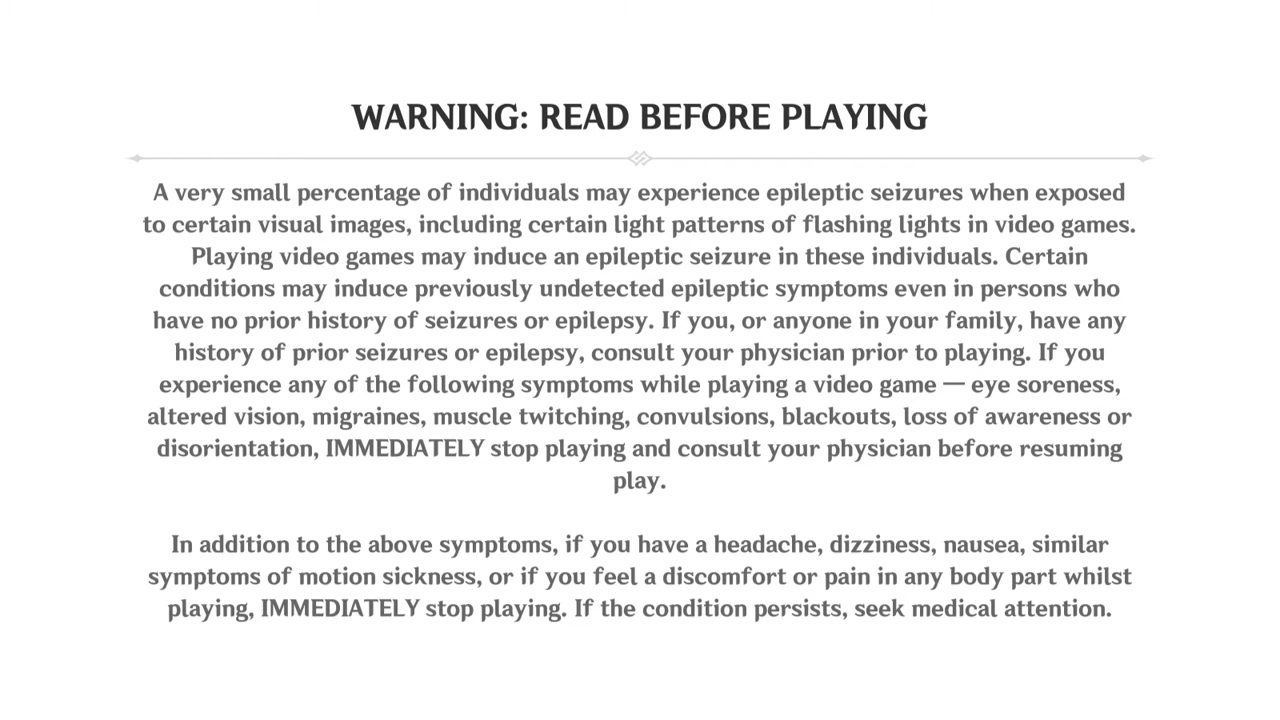 WARNING: READ BEFORE PLAYING
A very small percentage of individuals may experience epileptic seizures when exposed
to certain visual images, including certain light patterns of flashing lights in video games.
Playing video games may induce an epileptic seizure in these individuals. Certain
conditions may induce previously undetected epileptic symptoms even in persons who
have no prior history of seizures or epilepsy. If you, or anyone in your family, have any
history of prior seizures or epilepsy, consult your physician prior to playing. If you
experience any of the following symptoms while playing a video game — eye soreness,
altered vision, migraines, muscle twitching, convulsions, blackouts, loss of awareness or
disorientation, IMMEDIATELY stop playing and consult your physician before resuming
play.
In addition to the above symptoms, if you have a headache, dizziness, nausea, similar
symptoms of motion sickness, or if you feel a discomfort or pain in any body part whilst
playing, IMMEDIATELY stop playing. If the condition persists, seek medical attention.